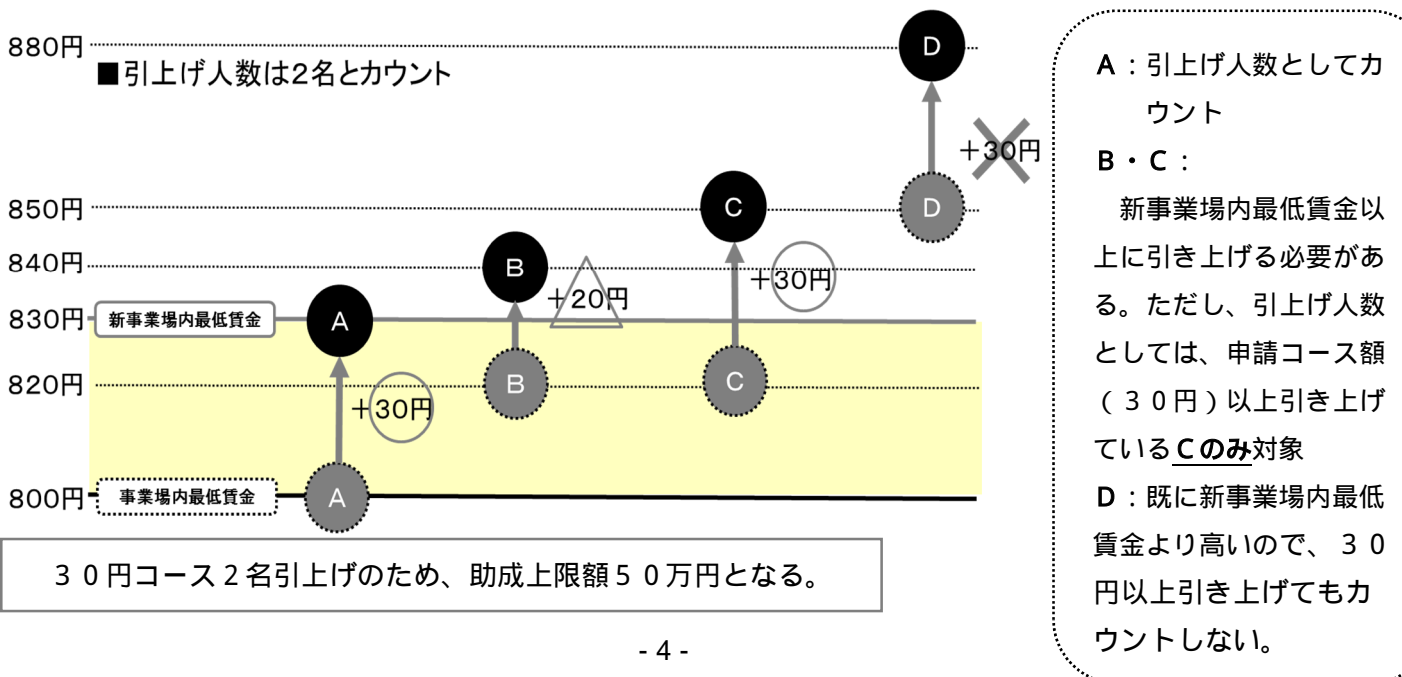 880円
■引上げ人数は2名とカウント
D
+30円
850円
C
D
840円
B
+20円
+30円
830円
新事業場内最低賃金
A
820円
B
C
+30円
800円
事業場内最低賃金
A
30円コース2名引上げのため、助成上限額50万円となる。
- 4 -
A：引上げ人数としてカ
ウント
B・C：
新事業場内最低賃金以
上に引き上げる必要があ
る。ただし、引上げ人数
としては、申請コース額
（30円）以上引き上げ
ているCのみ対象
D：既に新事業場内最低
賃金より高いので、30
円以上引き上げてもカ
ウントしない。